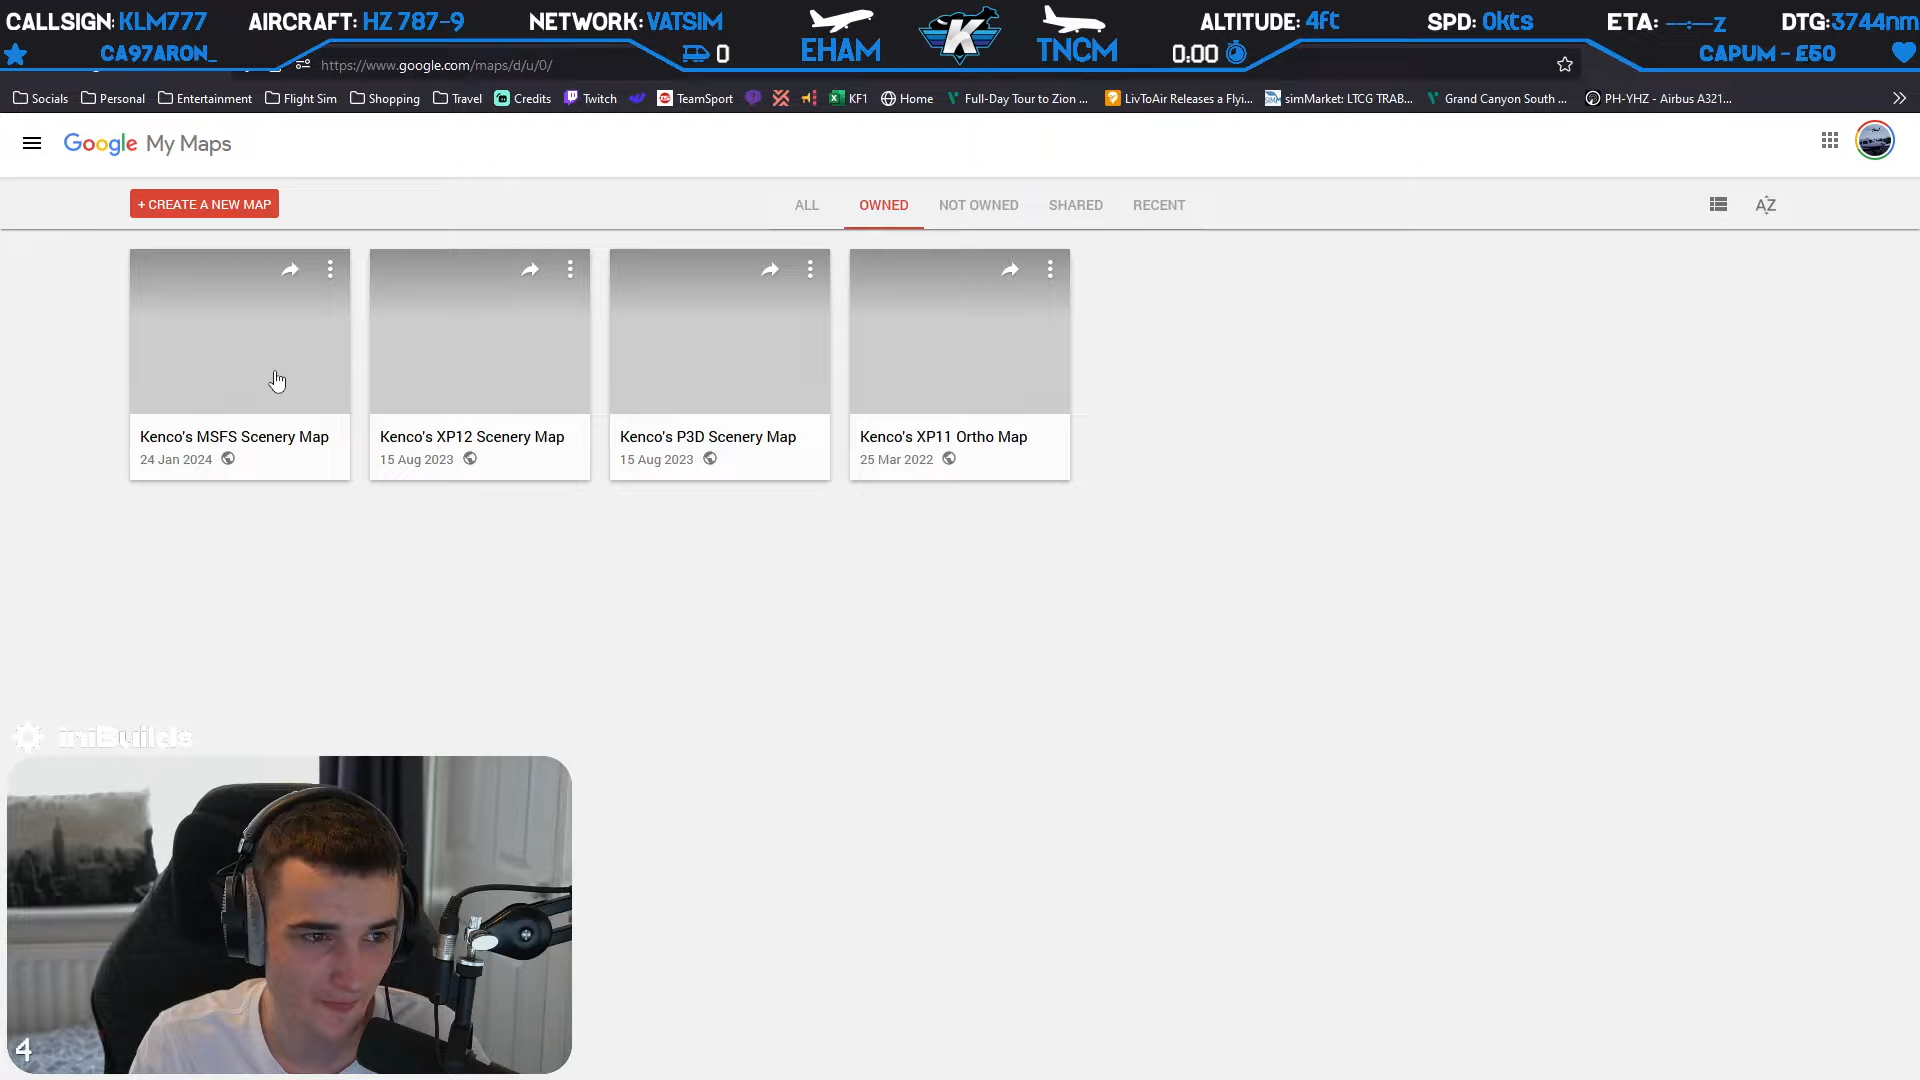 CALLSIGN: KLM777 AIRCRAFT: HZ 787-9 NETWORK: VATSIM EHAM K TNCM ALTITUDE: 4ft SPD: 0kts ETA: --:--Z DTG:3744nm
CA97ARON_ 0 0:00 CAPUM - £50
https://www.google.com/maps/d/u/0/
Socials Personal Entertainment Flight Sim Shopping Travel Credits Twitch TeamSport KF1 Home Full-Day Tour to Zion ... LivToAir Releases a Flyi... simMarket: LTCG TRAB... Grand Canyon South ... PH-YHZ - Airbus A321...
Google My Maps
+ CREATE A NEW MAP ALL OWNED NOT OWNED SHARED RECENT AZ
Kenco's MSFS Scenery Map
24 Jan 2024
Kenco's XP12 Scenery Map
15 Aug 2023
Kenco's P3D Scenery Map
15 Aug 2023
Kenco's XP11 Ortho Map
25 Mar 2022
iniBuilds
4